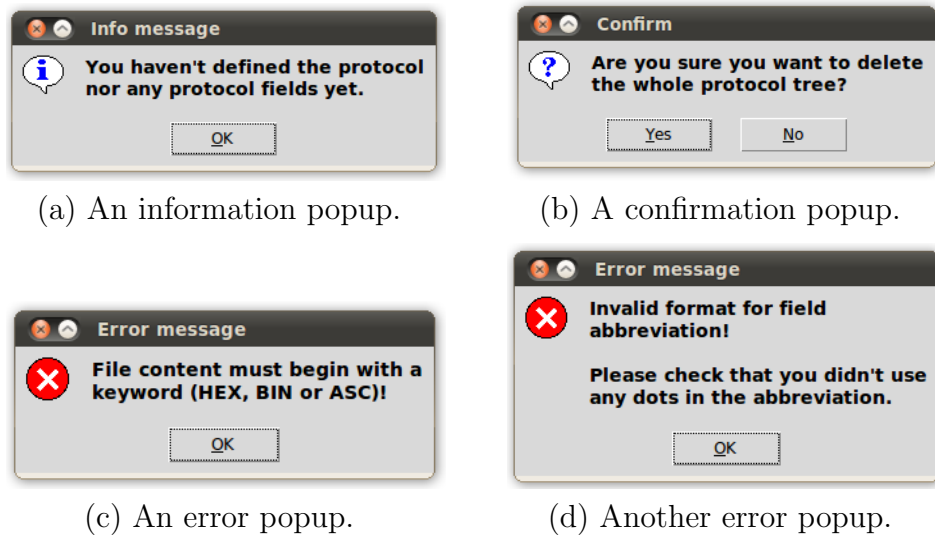 Info message
You haven't defined the protocol
nor any protocol fields yet.
OK
(a) An information popup.
Confirm
Are you sure you want to delete
the whole protocol tree?
Yes No
(b) A confirmation popup.
Error message
File content must begin with a
keyword (HEX, BIN or ASC)!
OK
(c) An error popup.
Error message
Invalid format for field
abbreviation!
Please check that you didn't use
any dots in the abbreviation.
OK
(d) Another error popup.